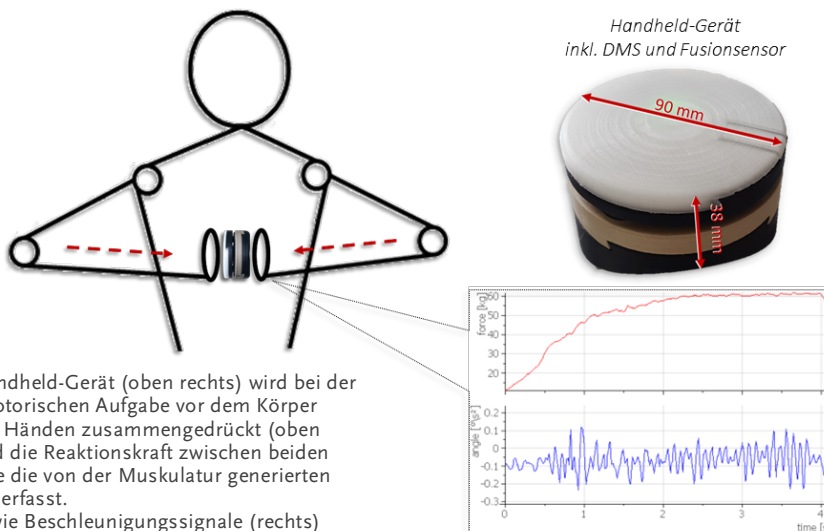 Handheld-Gerät
inkl. DMS und Fusionsensor
90 mm
38 mm
ndheld-Gerät (oben rechts) wird bei der
otorischen Aufgabe vor dem Körper
Händen zusammengedrückt (oben
d die Reaktionskraft zwischen beiden
e die von der Muskulatur generierten
erfasst.
vie Beschleunigungssignale (rechts)
force [kg]
60
50
40
30
20
angle [°/s²]
0.2
0.1
0
-0.1
-0.2
-0.3
0
1
2
3
4
time [